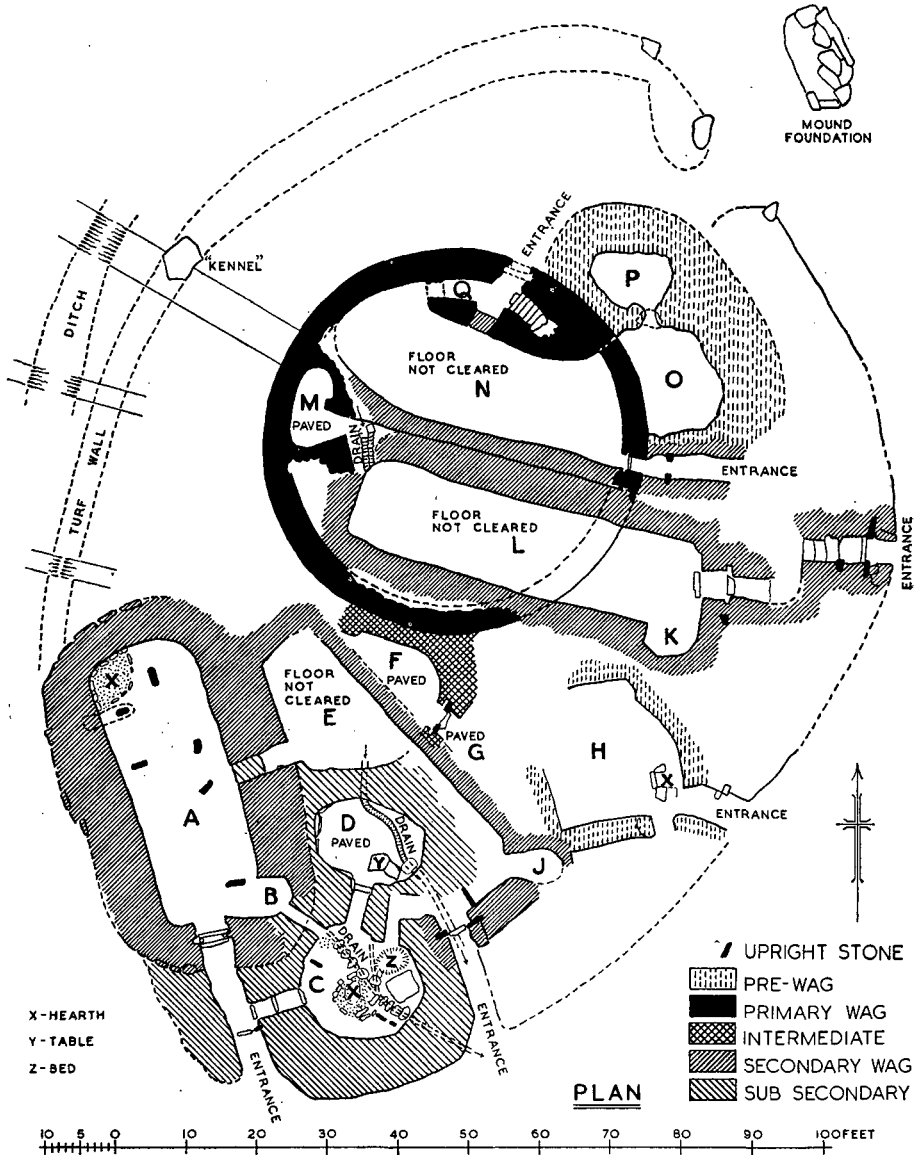 MOUND
FOUNDATION
ENTRANCE
"KENNEL"
DITCH
TURF WALL
P
Q
O
FLOOR
NOT CLEARED
N
M
PAVED
DRAIN
ENTRANCE
FLOOR
NOT CLEARED
L
ENTRANCE
K
F
PAVED
FLOOR
NOT
CLEARED
E
PAVED
G
H
X
X
ENTRANCE
A
D
PAVED
DRAIN
Y
J
B
DRAIN
Z
C
X
ENTRANCE
ENTRANCE
UPRIGHT STONE
PRE-WAG
PRIMARY WAG
INTERMEDIATE
SECONDARY WAG
SUB SECONDARY
X-HEARTH
Y-TABLE
Z-BED
PLAN
10 5 0 10 20 30 40 50 60 70 80 90 100 FEET